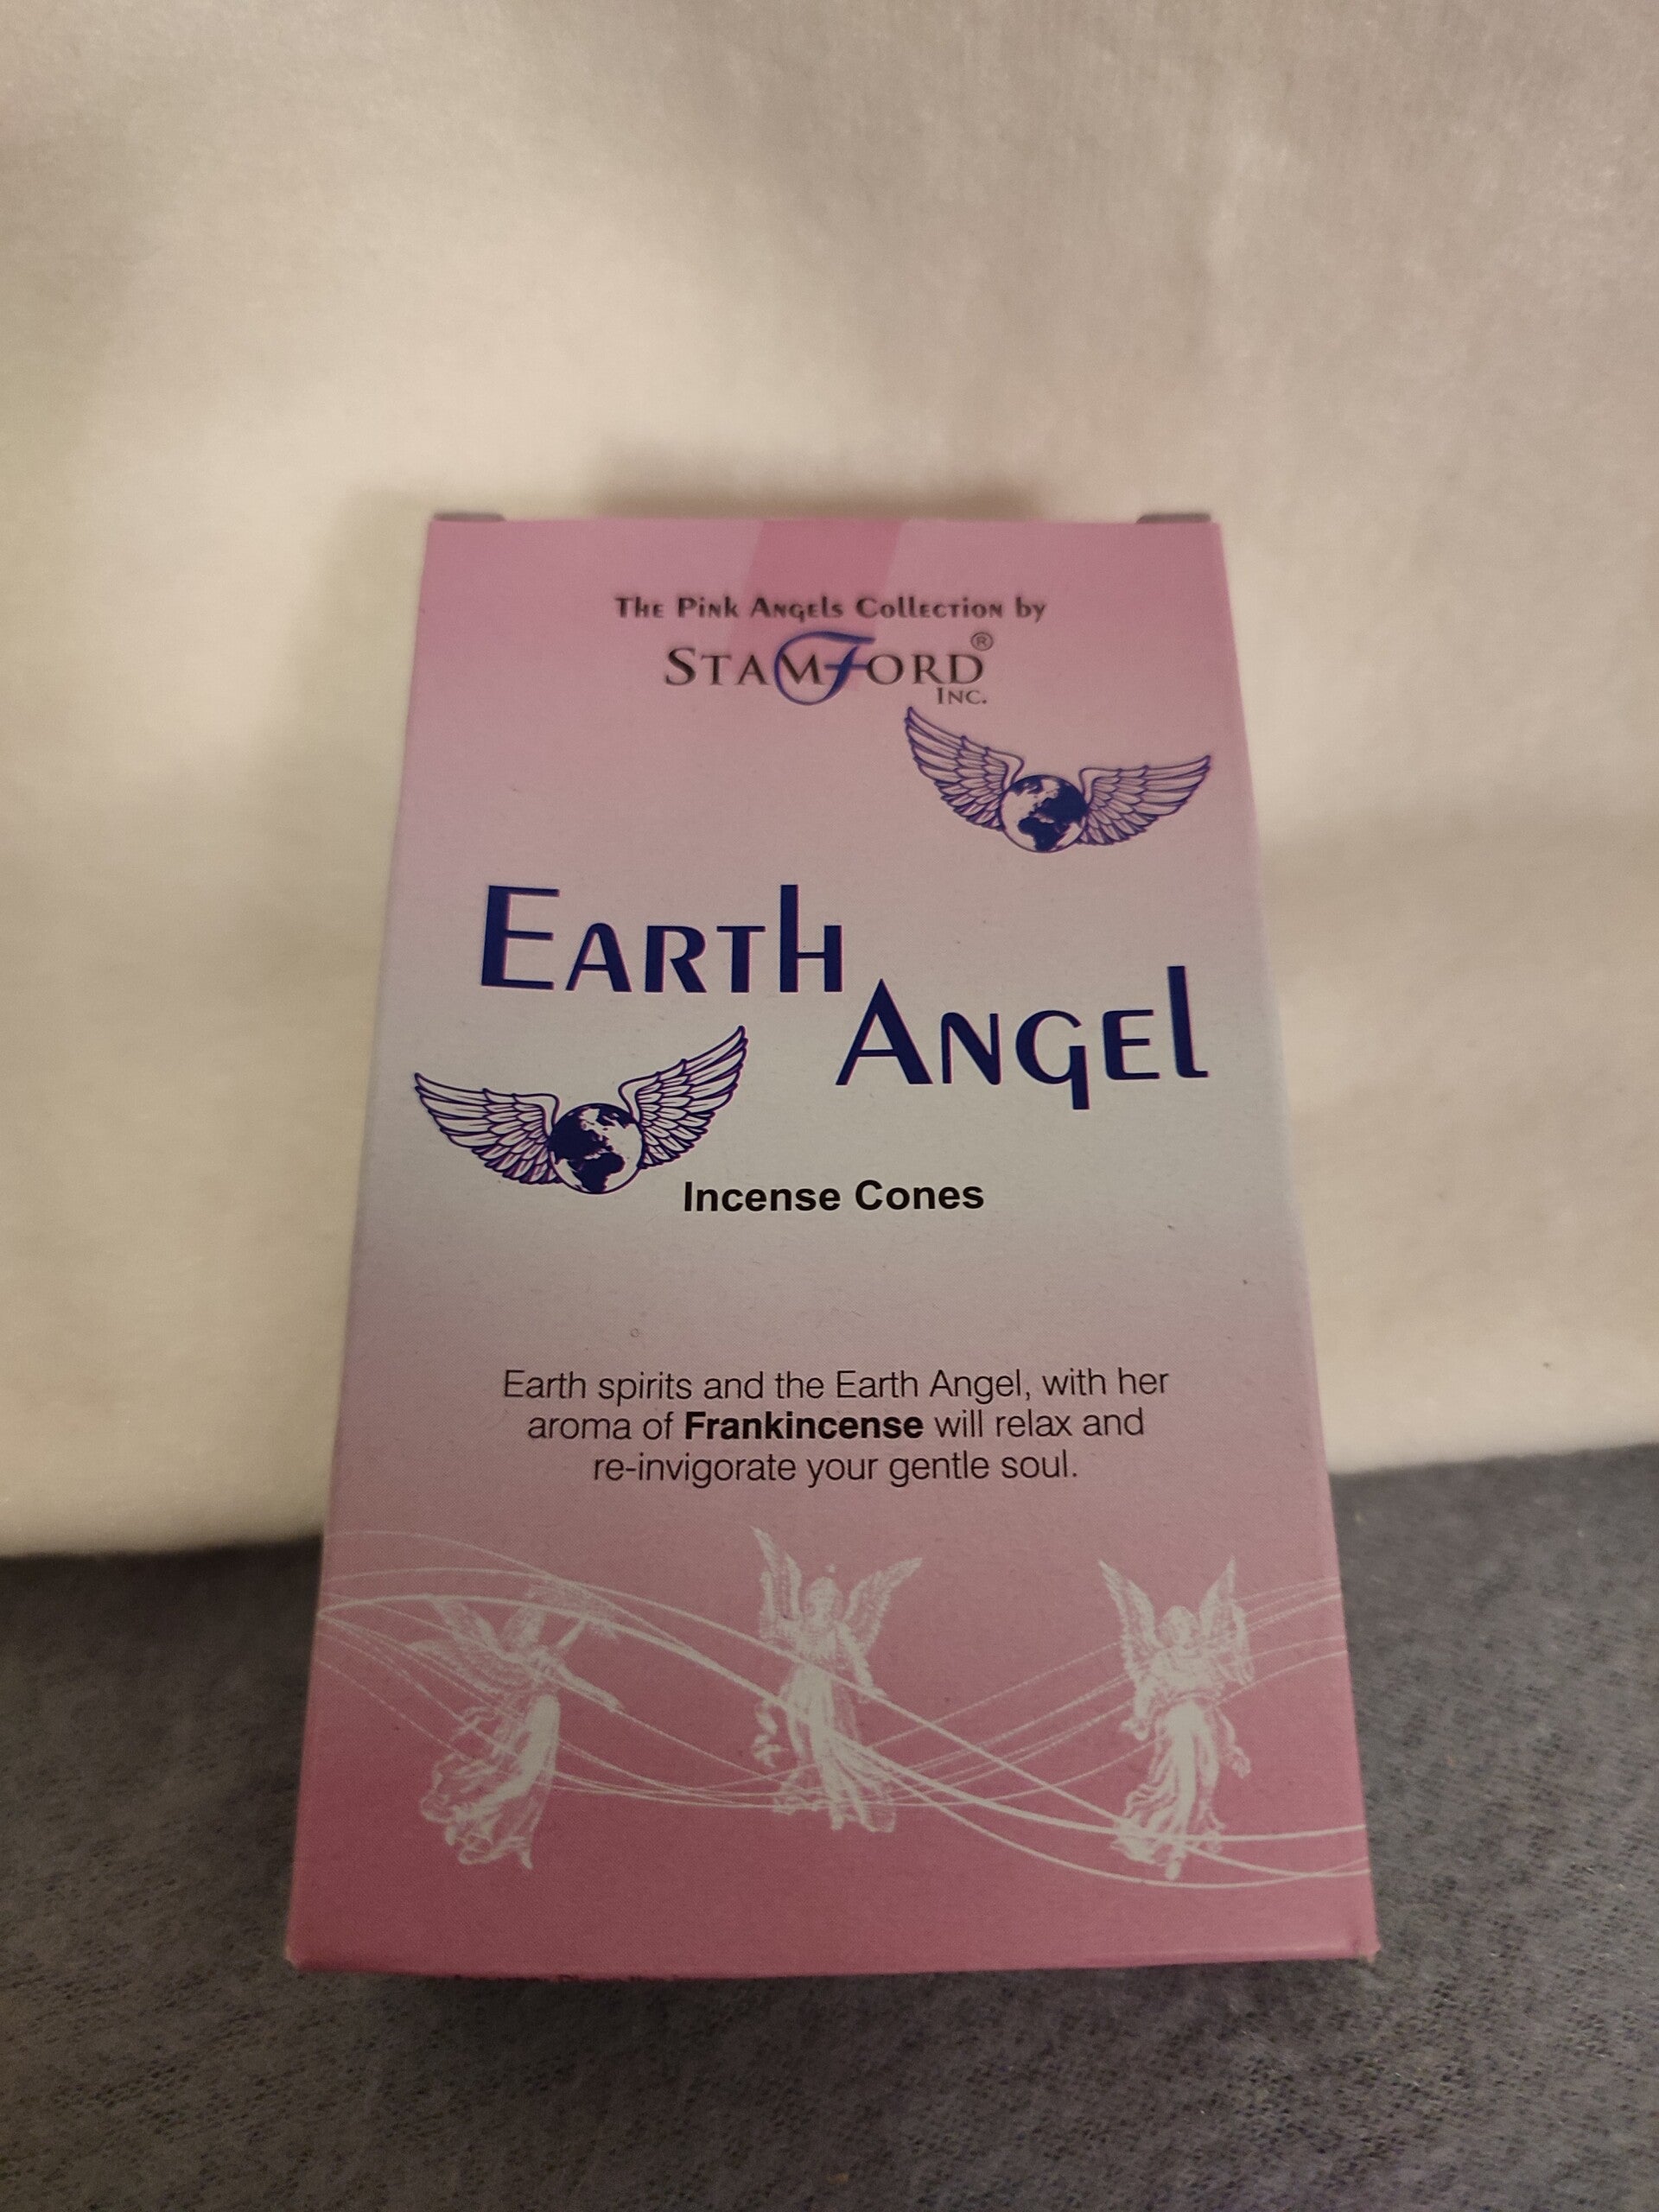 The Pink Angels Collection by
STAMFORD®
INC.
EARTH
ANGEL
Incense Cones
Earth spirits and the Earth Angel, with her
aroma of Frankincense will relax and
re-invigorate your gentle soul.